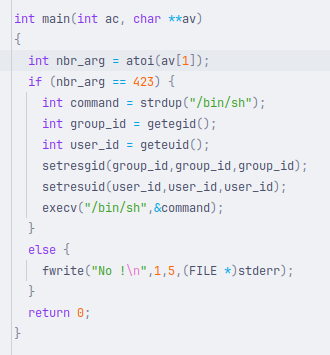 int main(int ac, char **av)
{
  int nbr_arg = atoi(av[1]);
  if (nbr_arg == 423) {
    int command = strdup("/bin/sh");
    int group_id = getegid();
    int user_id = geteuid();
    setresgid(group_id,group_id,group_id);
    setresuid(user_id,user_id,user_id);
    execv("/bin/sh",&command);
  }
  else {
    fwrite("No !\n",1,5,(FILE *)stderr);
  }
  return 0;
}